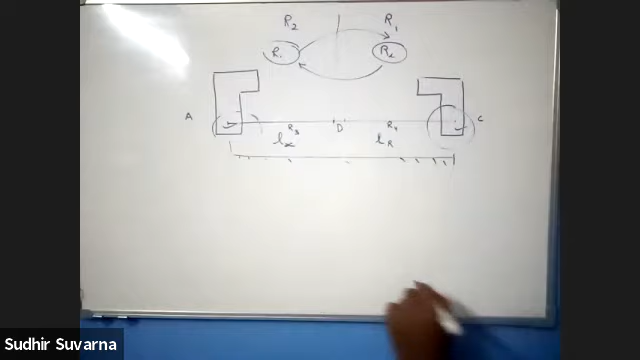 R₂ R₁
R₁ R₂
A R₃ D R₄ C
lx lR
Sudhir Suvarna